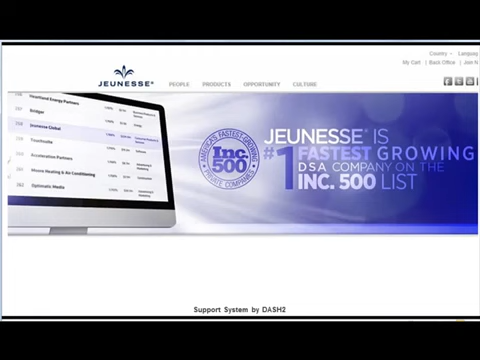 Country
My Cart | Back Office | Join N
JEUNESSE®
PEOPLE PRODUCTS OPPORTUNITY CULTURE
Heartland Energy Partners
Bridger
Jeunesse Global
Acceleration Partners
Moore Heating & Air Conditioning
262 Optimatic Media
AMERICA'S FASTEST-GROWING
Inc.
500
PRIVATE COMPANIES
JEUNESSE® IS
#1 FASTEST GROWING
DSA COMPANY ON THE
INC. 500 LIST
Support System by DASH2